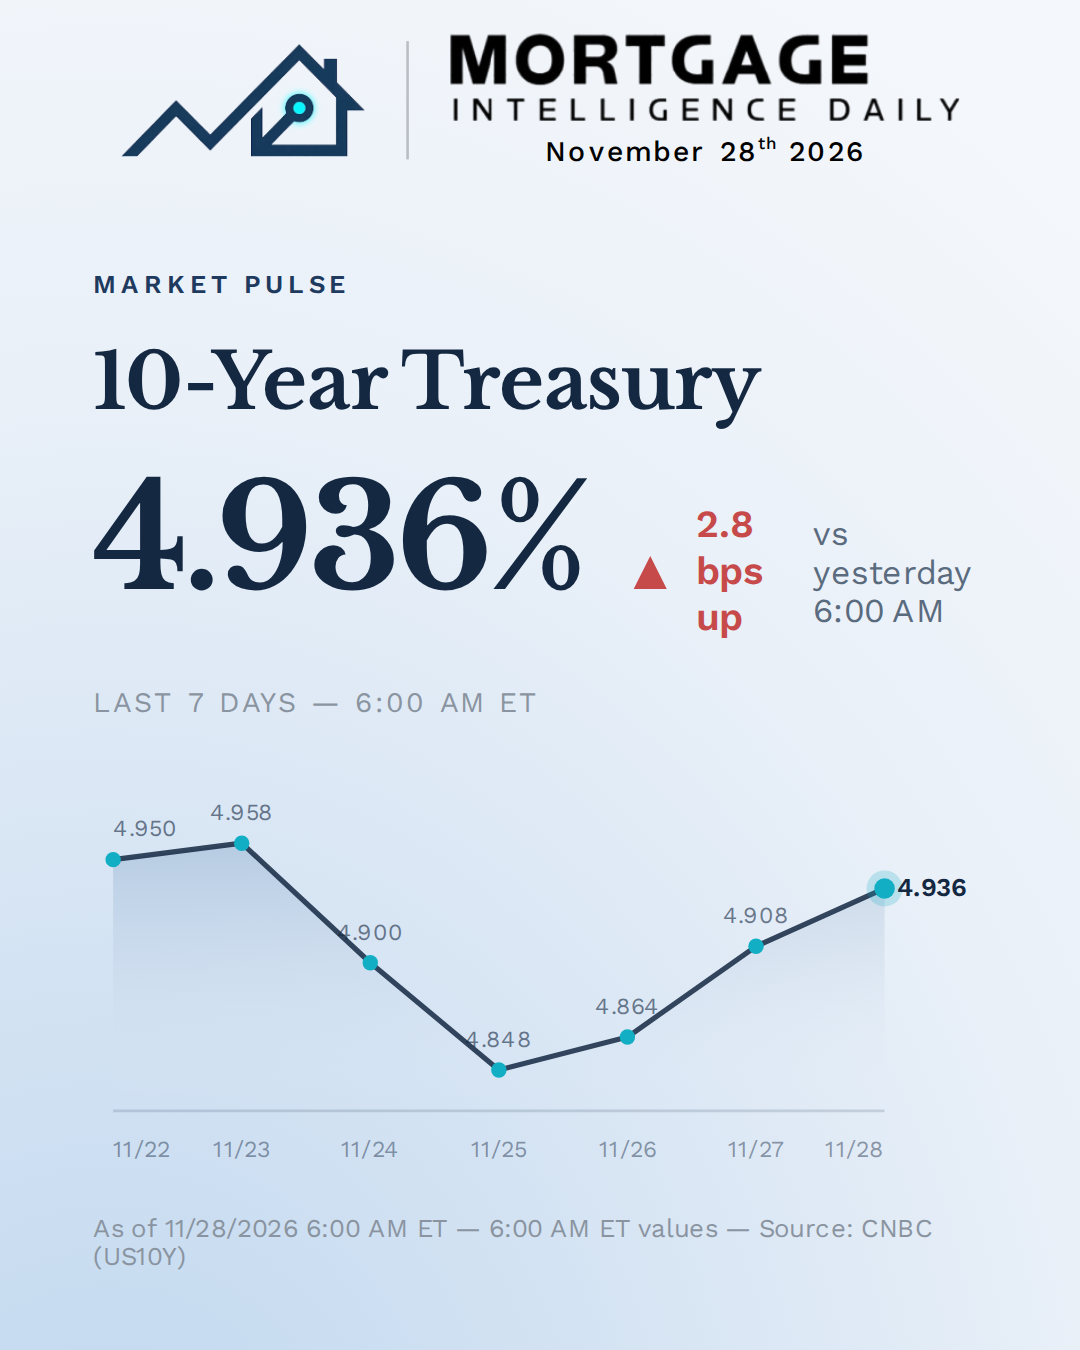 MORTGAGE
INTELLIGENCE DAILY
November 28th 2026
MARKET PULSE
10-Year Treasury
4.936%
▲ 2.8 bps up
vs yesterday 6:00 AM
LAST 7 DAYS — 6:00 AM ET
4.950
4.958
4.900
4.848
4.864
4.908
4.936
11/22 11/23 11/24 11/25 11/26 11/27 11/28
As of 11/28/2026 6:00 AM ET — 6:00 AM ET values — Source: CNBC
(US10Y)